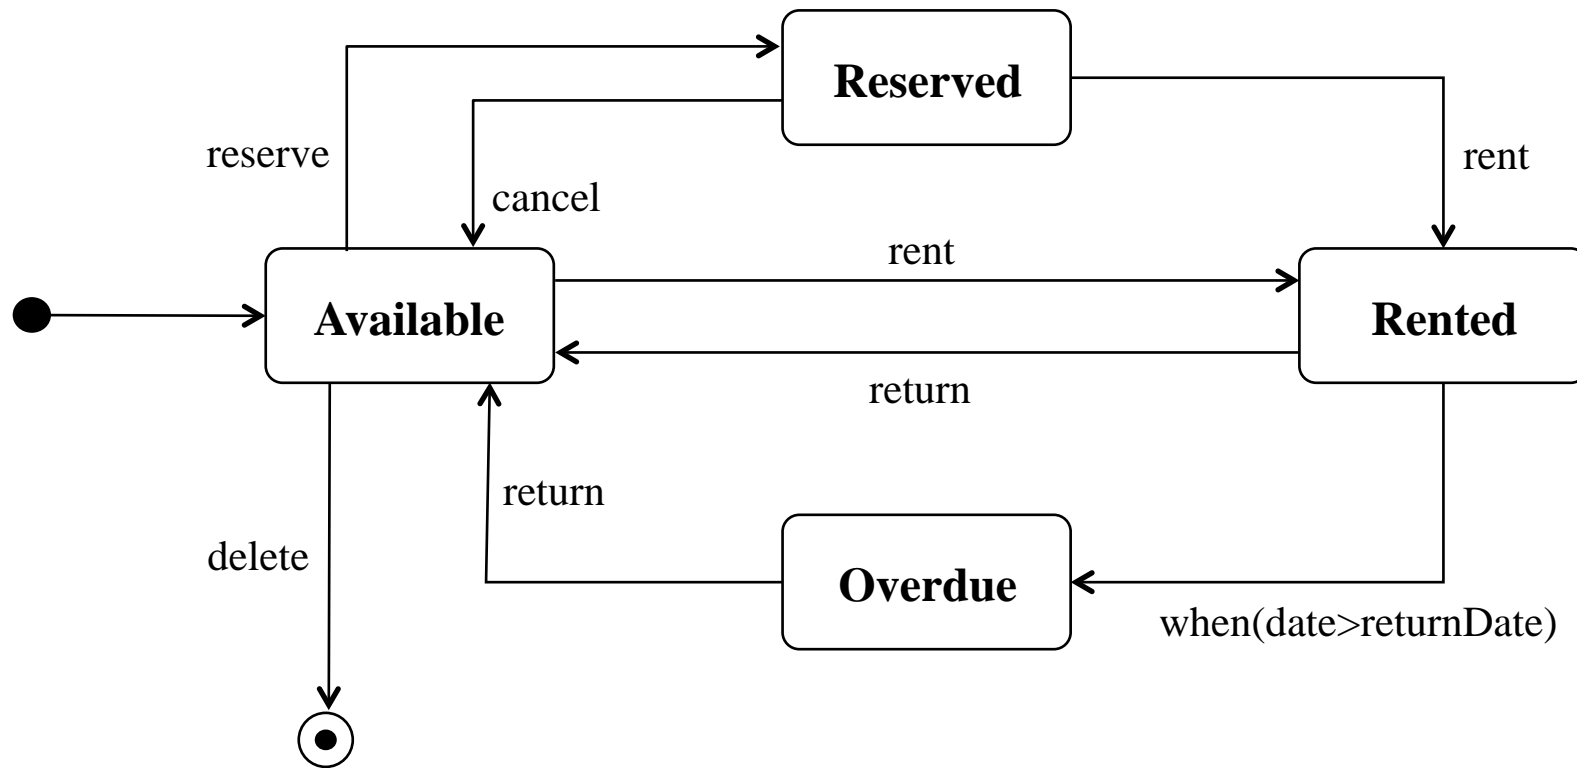 Reserved
reserve
rent
cancel
rent
Available
Rented
return
return
delete
Overdue
when(date>returnDate)